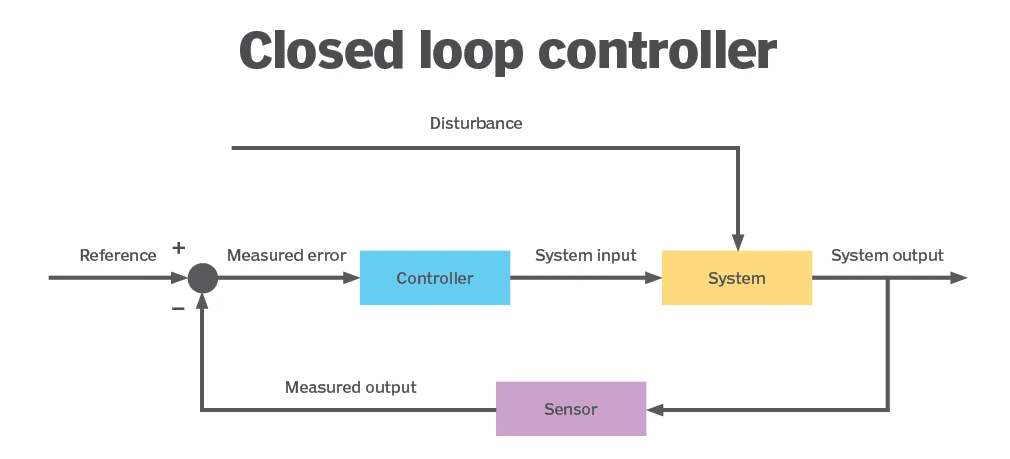 Closed loop controller
Disturbance
Reference
+
Measured error
Controller
System input
System
System output
–
Measured output
Sensor